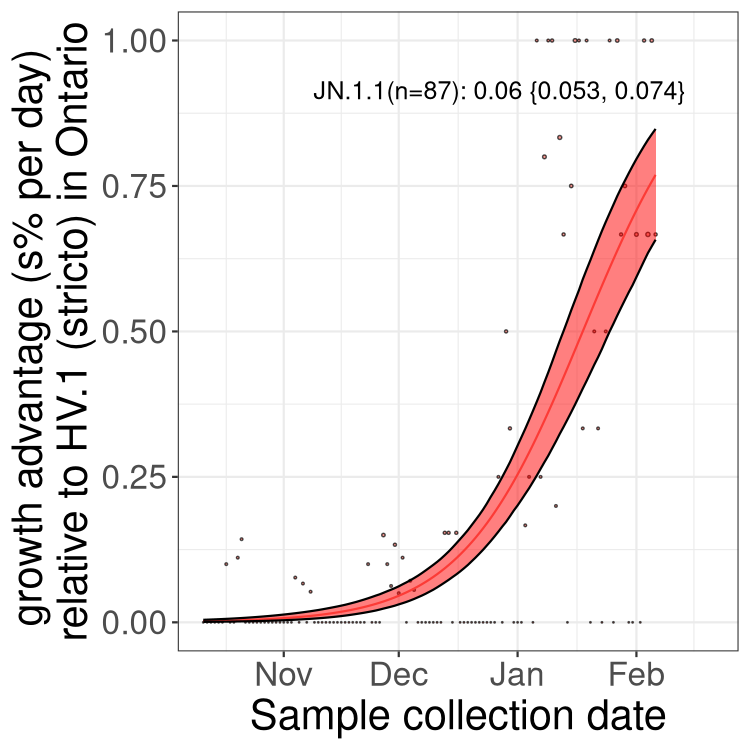 growth advantage (s% per day)
relative to HV.1 (stricto) in Ontario
1.00
0.75
0.50
0.25
0.00
JN.1.1(n=87): 0.06 {0.053, 0.074}
Nov Dec Jan Feb
Sample collection date